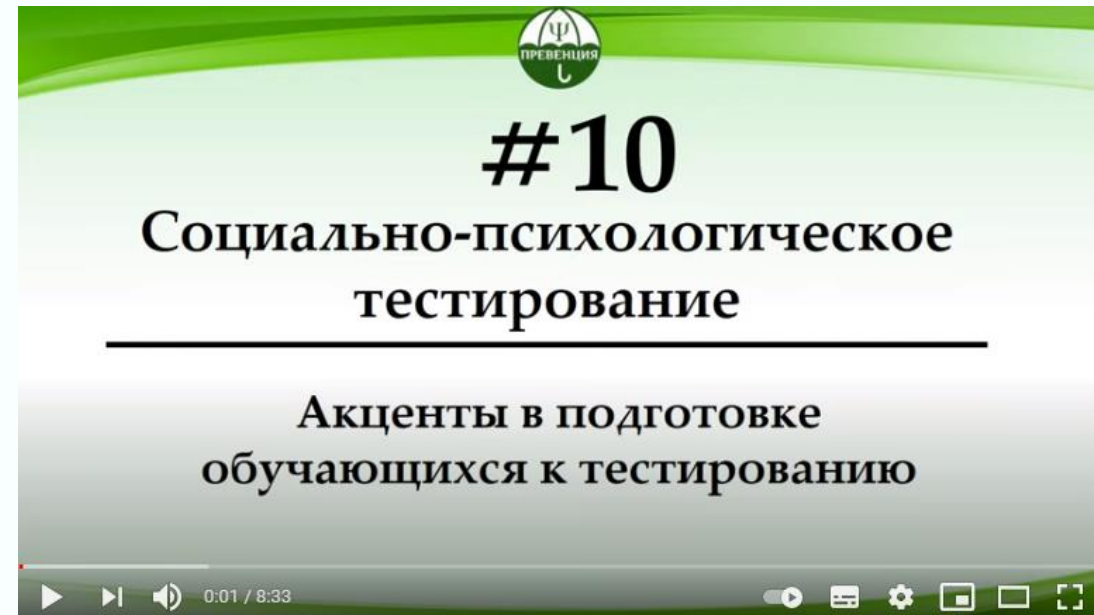 Ψ
ПРЕВЕНЦИЯ
#10
Социально-психологическое
тестирование
Акценты в подготовке
обучающихся к тестированию
0:01 / 8:33